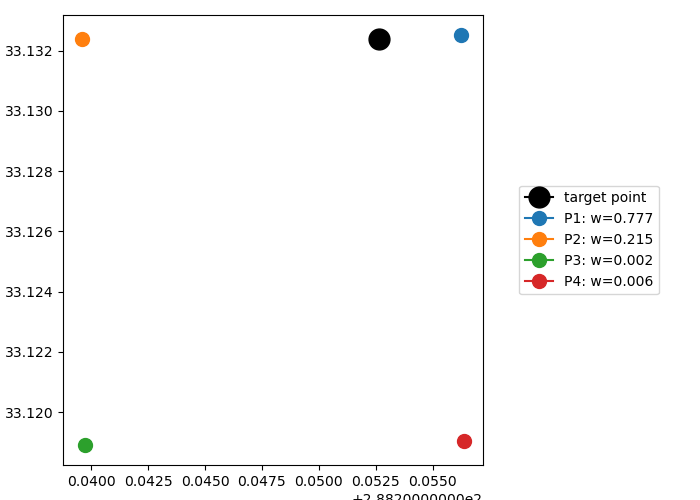 33.132
33.130
33.128
33.126
33.124
33.122
33.120
0.0400 0.0425 0.0450 0.0475 0.0500 0.0525 0.0550
+2.8820000000e2
target point
P1: w=0.777
P2: w=0.215
P3: w=0.002
P4: w=0.006